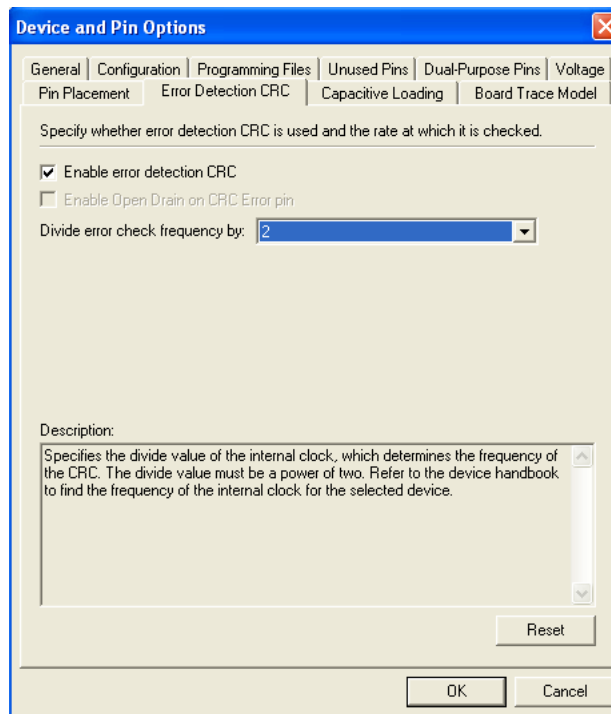 Device and Pin Options
General Configuration Programming Files Unused Pins Dual-Purpose Pins Voltage
Pin Placement Error Detection CRC Capacitive Loading Board Trace Model
Specify whether error detection CRC is used and the rate at which it is checked.
Enable error detection CRC
Enable Open Drain on CRC Error pin
Divide error check frequency by: 2
Description:
Specifies the divide value of the internal clock, which determines the frequency of
the CRC. The divide value must be a power of two. Refer to the device handbook
to find the frequency of the internal clock for the selected device.
Reset
OK Cancel